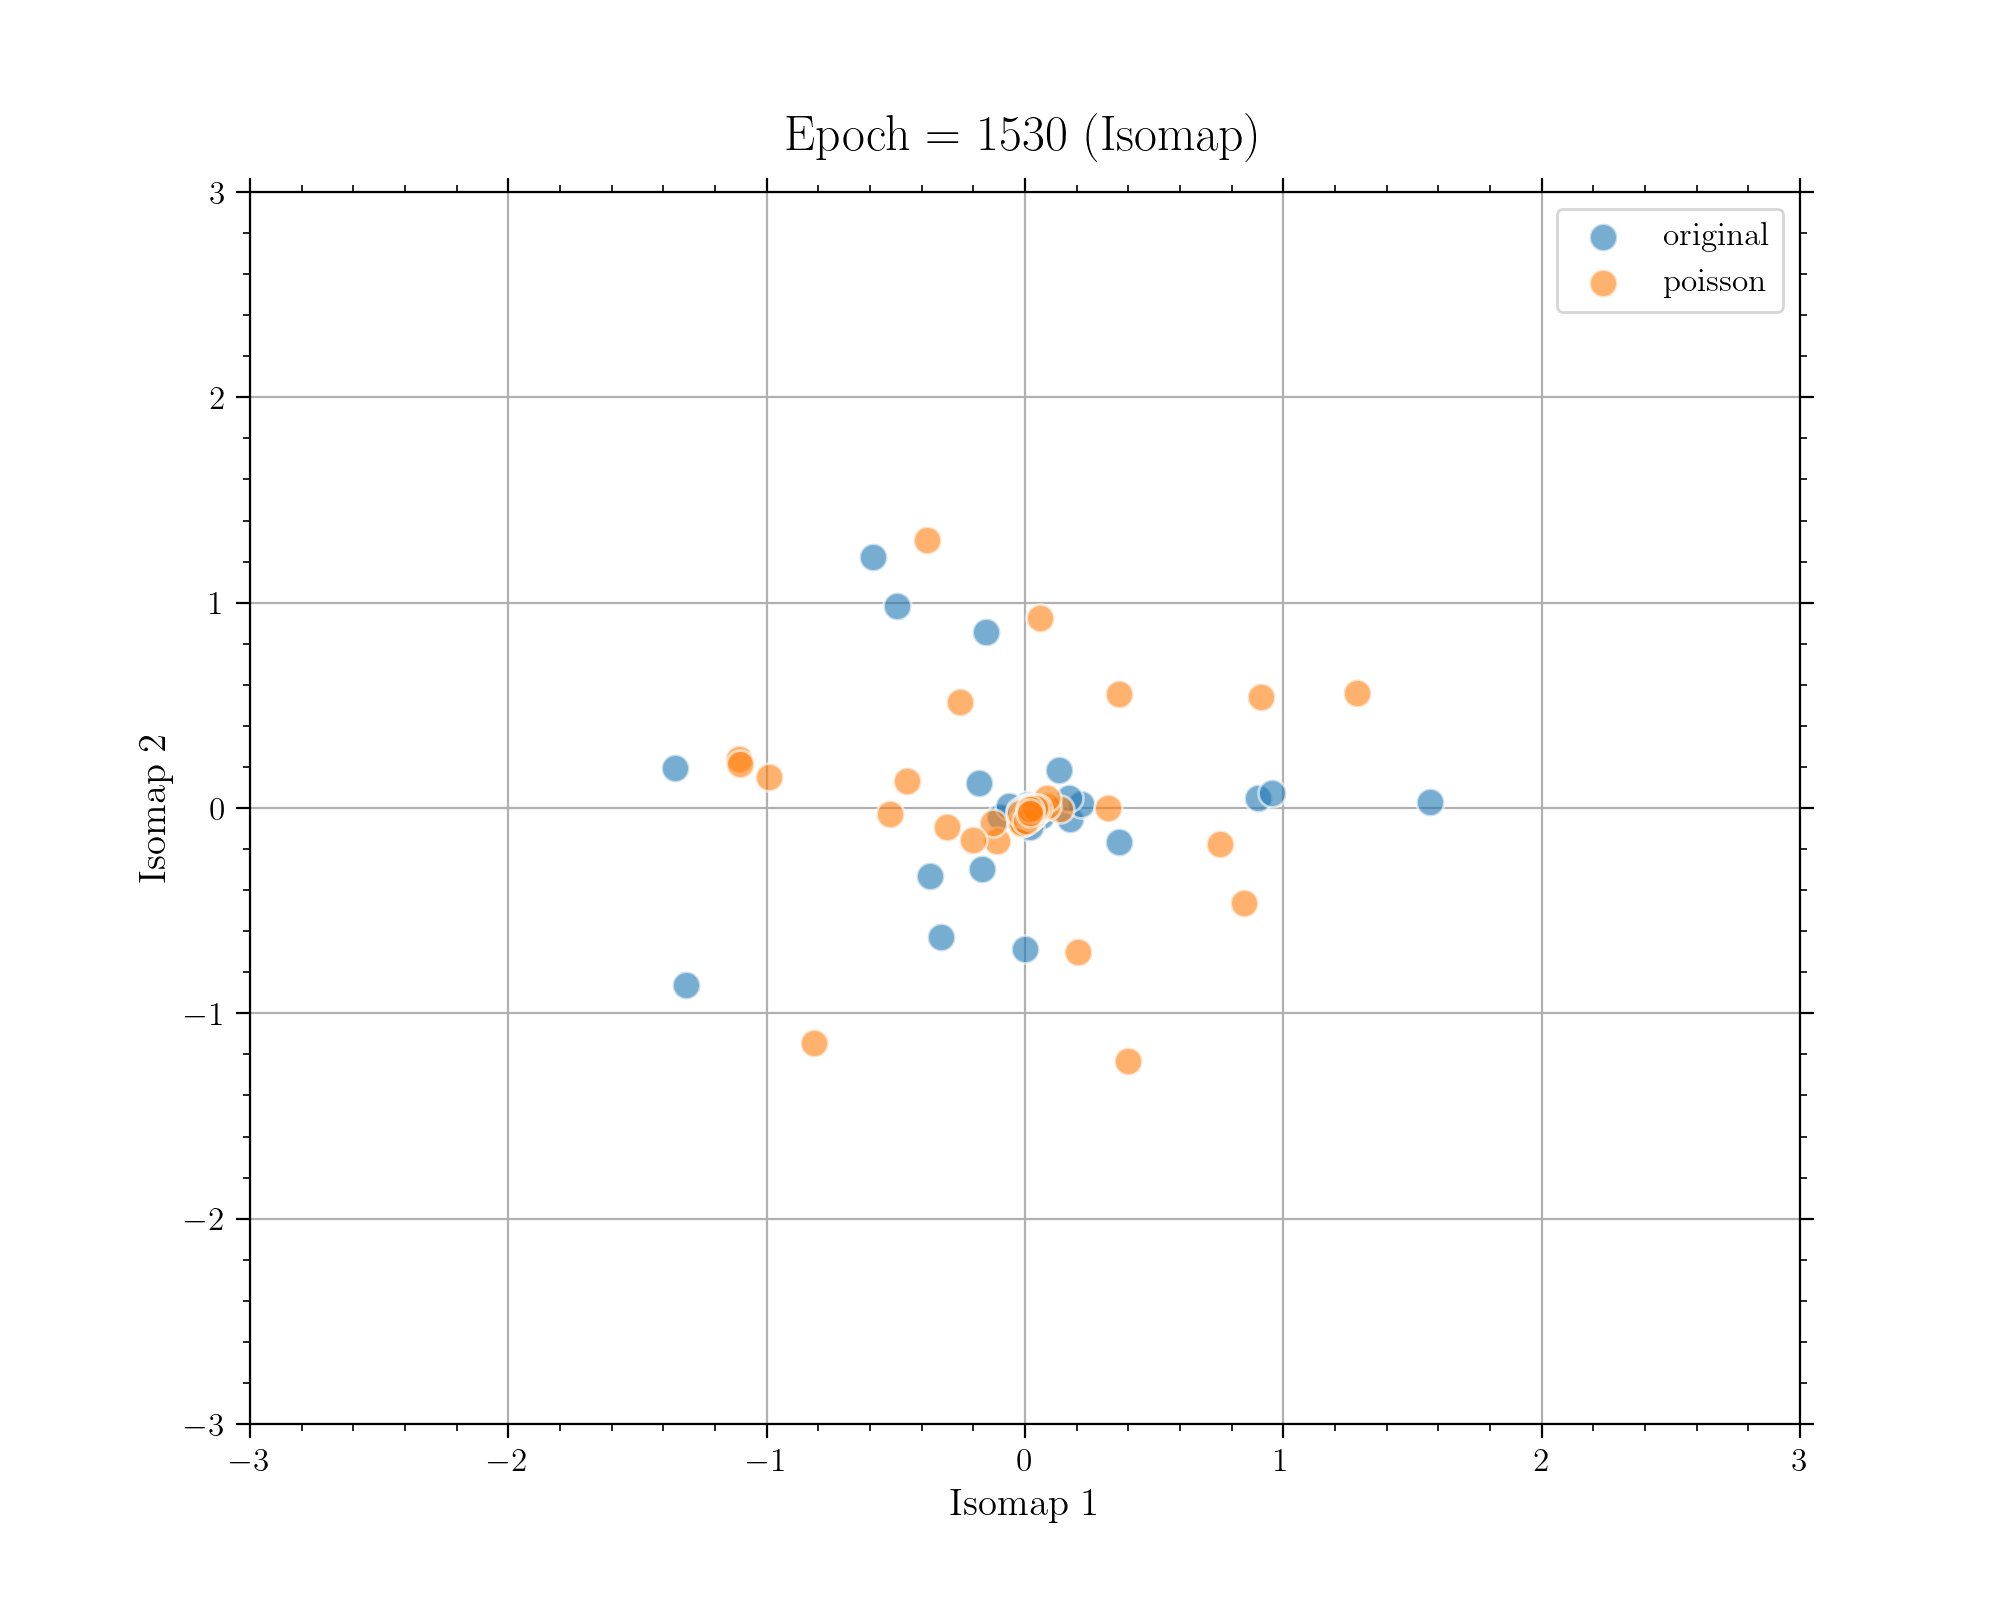 Epoch = 1530 (Isomap)
original
poisson
3
2
1
0
−1
−2
−3
Isomap 2
−3
−2
−1
0
1
2
3
Isomap 1